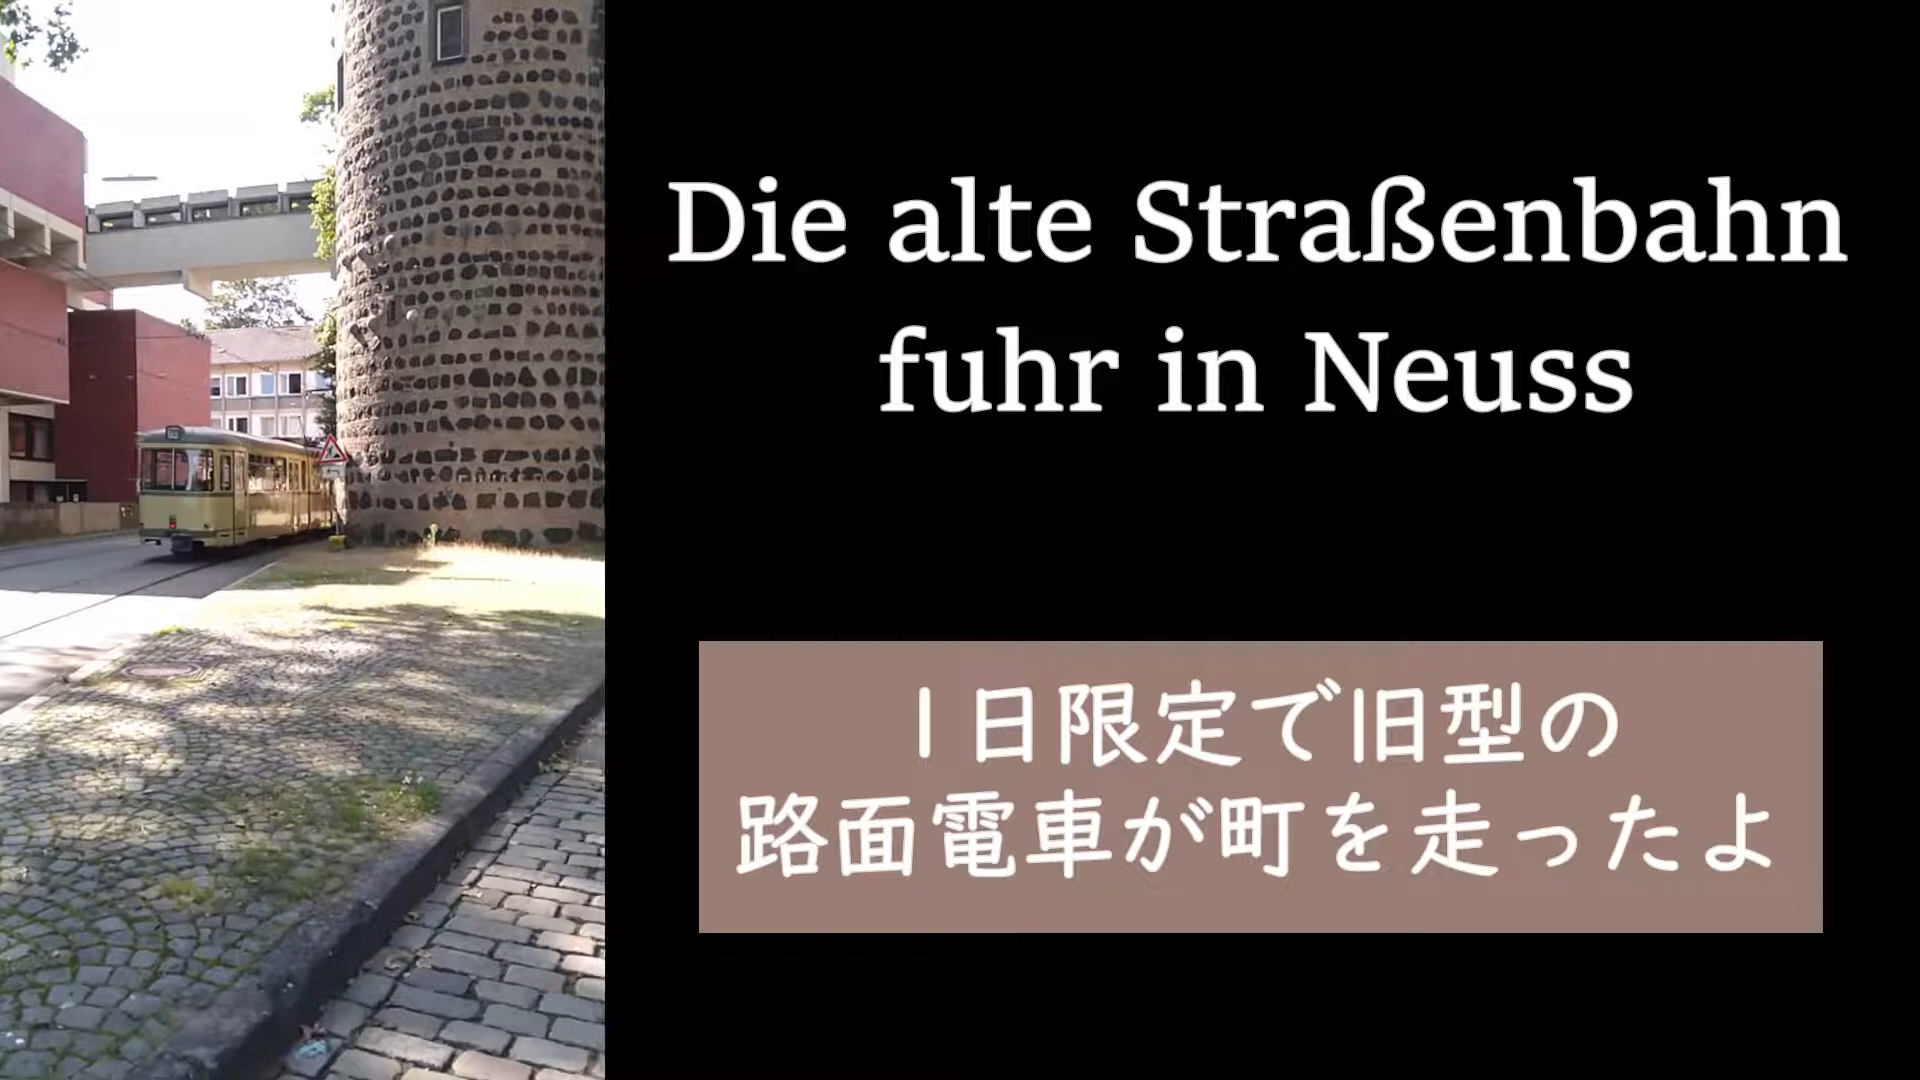 Die alte Straßenbahn
fuhr in Neuss
1日限定で旧型の
路面電車が町を走ったよ